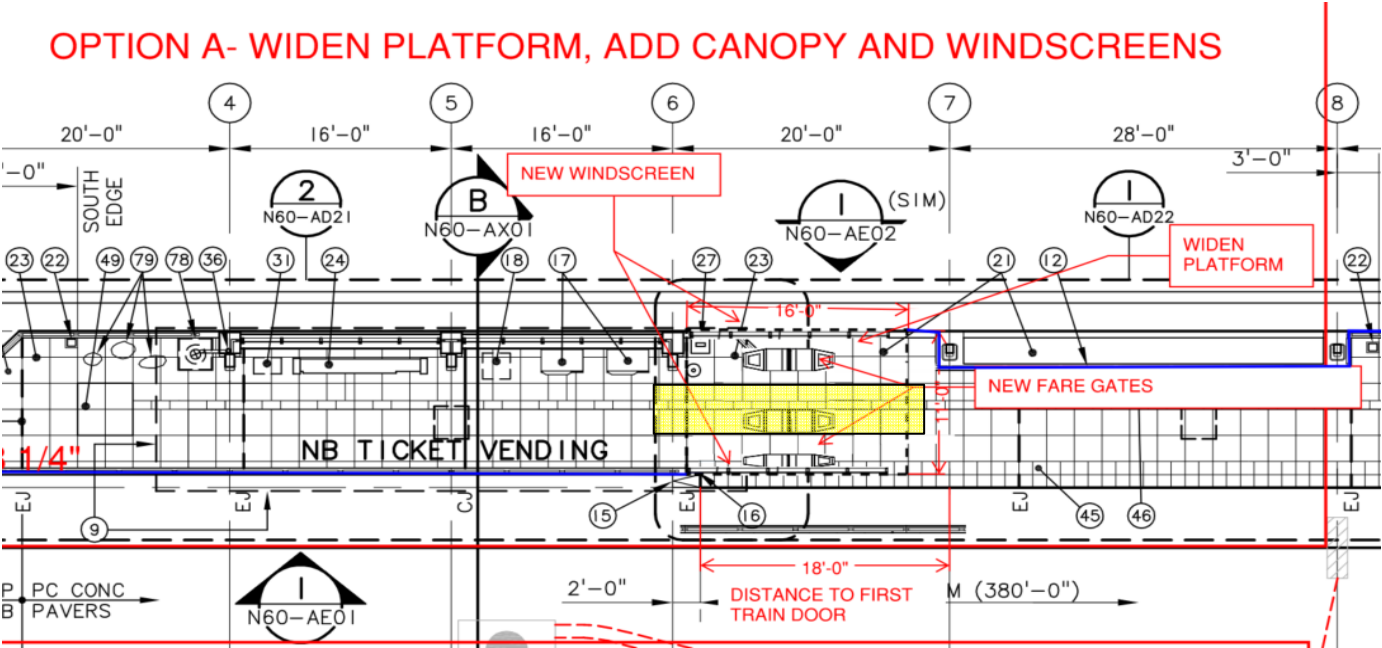 OPTION A- WIDEN PLATFORM, ADD CANOPY AND WINDSCREENS
4 5 6 7 8
20'-0" 16'-0" 16'-0" 20'-0" 28'-0"
'-0" 3'-0"
SOUTH
EDGE
NEW WINDSCREEN
2
N60-AD21
B
N60-AX01
1 (SIM)
N60-AE02
1
N60-AD22
WIDEN
PLATFORM
23 22 49 79 78 36 31 24 18 17 27 23 21 12 22
16'-0"
NEW FARE GATES
11'-0"
NB TICKET VENDING
1/4"
EJ EJ CJ EJ EJ EJ
9 15 16 45 46
18'-0"
P PC CONC
B PAVERS
1
N60-AE01
2'-0"
DISTANCE TO FIRST
TRAIN DOOR
M (380'-0")